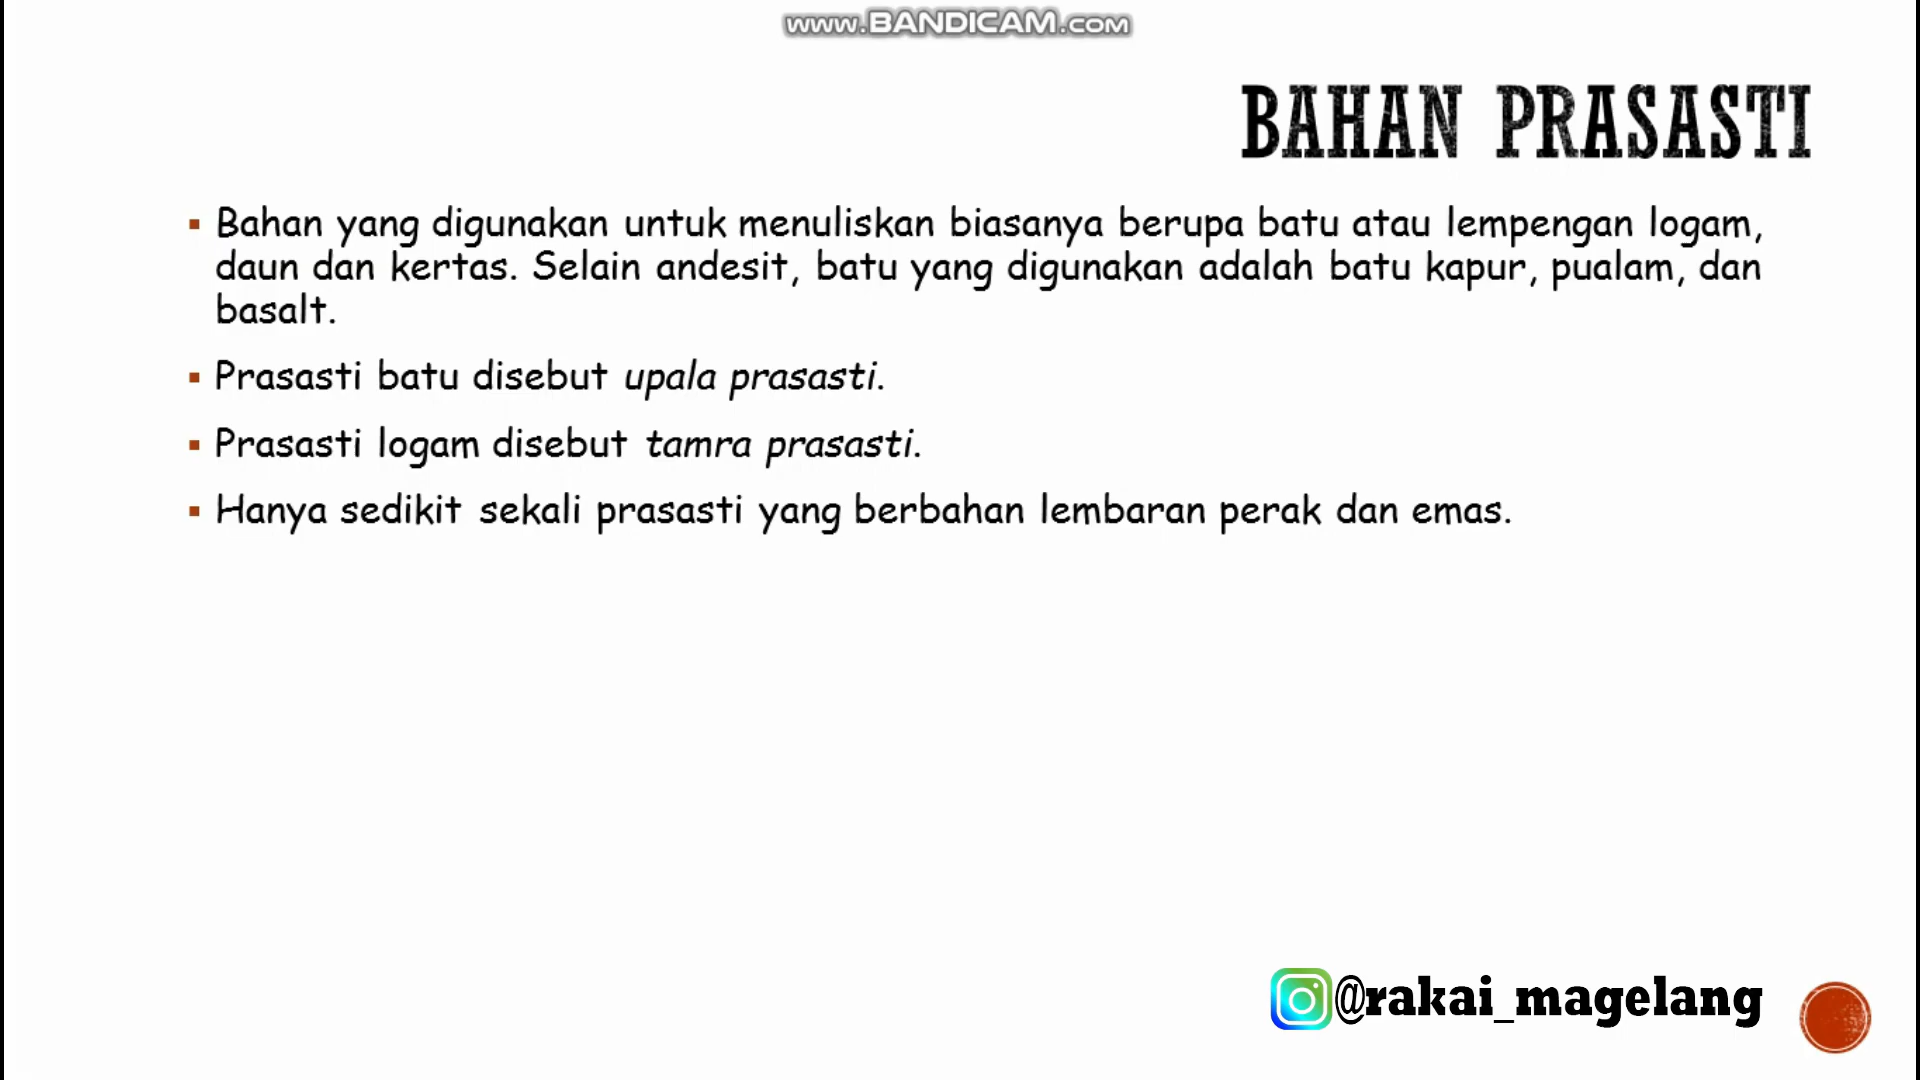 www.BANDICAM.com
BAHAN PRASASTI
▪ Bahan yang digunakan untuk menuliskan biasanya berupa batu atau lempengan logam,
daun dan kertas. Selain andesit, batu yang digunakan adalah batu kapur, pualam, dan
basalt.
▪ Prasasti batu disebut upala prasasti.
▪ Prasasti logam disebut tamra prasasti.
▪ Hanya sedikit sekali prasasti yang berbahan lembaran perak dan emas.
@rakai_magelang